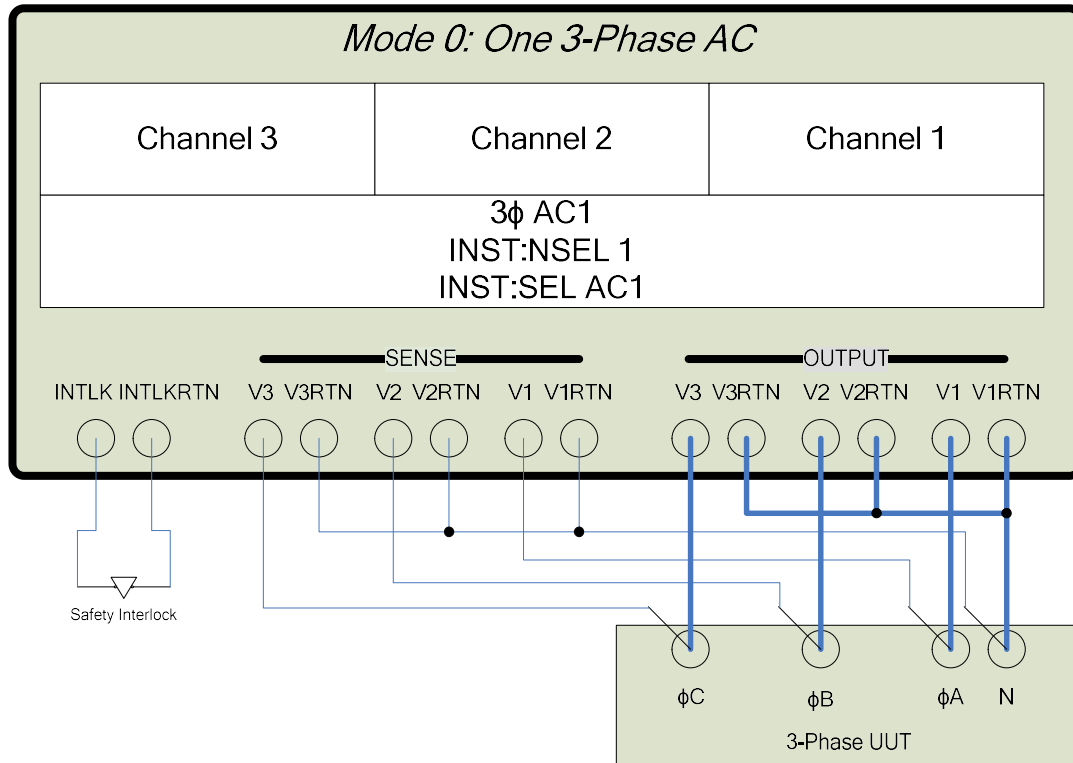 Mode 0: One 3-Phase AC
Channel 3 Channel 2 Channel 1
3ϕ AC1
INST:NSEL 1
INST:SEL AC1
SENSE OUTPUT
INTLK INTLKRTN V3 V3RTN V2 V2RTN V1 V1RTN V3 V3RTN V2 V2RTN V1 V1RTN
Safety Interlock
ϕC ϕB ϕA N
3-Phase UUT